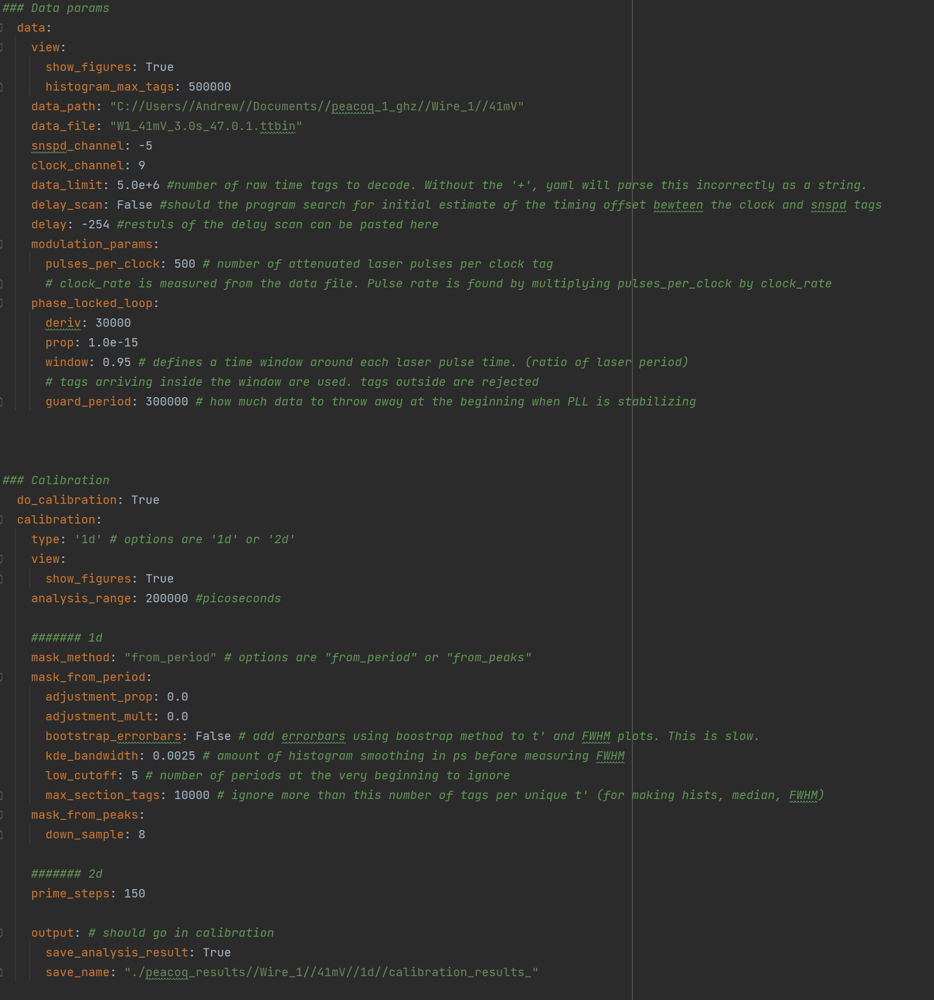 ### Data params
data:
view:
show_figures: True
histogram_max_tags: 500000
data_path: "C://Users//Andrew//Documents//peacoq_1_ghz//Wire_1//41mV"
data_file: "W1_41mV_3.0s_47.0.1.ttbin"
snspd_channel: -5
clock_channel: 9
data_limit: 5.0e+6 #number of raw time tags to decode. Without the '+', yaml will parse this incorrectly as a string.
delay_scan: False #should the program search for initial estimate of the timing offset bewteen the clock and snspd tags
delay: -254 #restuls of the delay scan can be pasted here
modulation_params:
pulses_per_clock: 500 # number of attenuated laser pulses per clock tag
# clock_rate is measured from the data file. Pulse rate is found by multiplying pulses_per_clock by clock_rate
phase_locked_loop:
deriv: 30000
prop: 1.0e-15
window: 0.95 # defines a time window around each laser pulse time. (ratio of laser period)
# tags arriving inside the window are used. tags outside are rejected
guard_period: 300000 # how much data to throw away at the beginning when PLL is stabilizing
### Calibration
do_calibration: True
calibration:
type: '1d' # options are '1d' or '2d'
view:
show_figures: True
analysis_range: 200000 #picoseconds
####### 1d
mask_method: "from_period" # options are "from_period" or "from_peaks"
mask_from_period:
adjustment_prop: 0.0
adjustment_mult: 0.0
bootstrap_errorbars: False # add errorbars using boostrap method to t' and FWHM plots. This is slow.
kde_bandwidth: 0.0025 # amount of histogram smoothing in ps before measuring FWHM
low_cutoff: 5 # number of periods at the very beginning to ignore
max_section_tags: 10000 # ignore more than this number of tags per unique t' (for making hists, median, FWHM)
mask_from_peaks:
down_sample: 8
####### 2d
prime_steps: 150
output: # should go in calibration
save_analysis_result: True
save_name: "./peacoq_results//Wire_1//41mV//1d//calibration_results_"